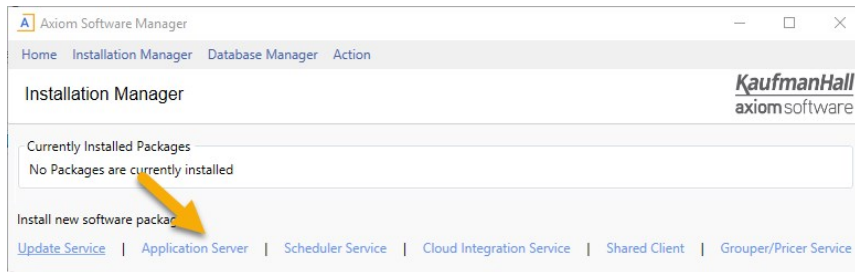 A Axiom Software Manager
Home Installation Manager Database Manager Action
Installation Manager
KaufmanHall
axiom software
Currently Installed Packages
No Packages are currently installed
Install new software packag
Update Service | Application Server | Scheduler Service | Cloud Integration Service | Shared Client | Grouper/Pricer Service